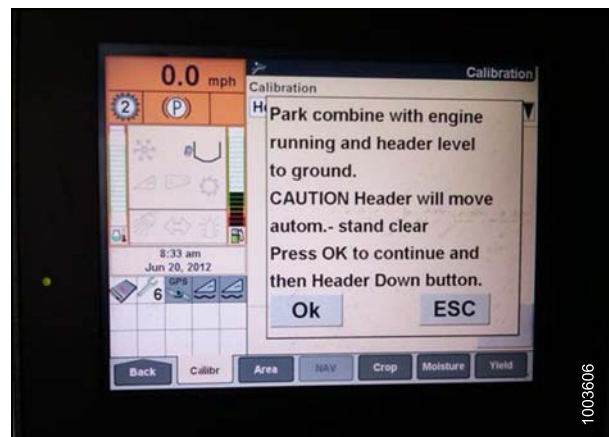 0.0 mph
Calibration
Calibration
2
P
Park combine with engine
running and header level
to ground.
CAUTION Header will move
autom.- stand clear
Press OK to continue and
then Header Down button.
Ok
ESC
8:33 am
Jun 20, 2012
6
GPS
Back
Calibr
Area
NAV
Crop
Moisture
Yield
1003606